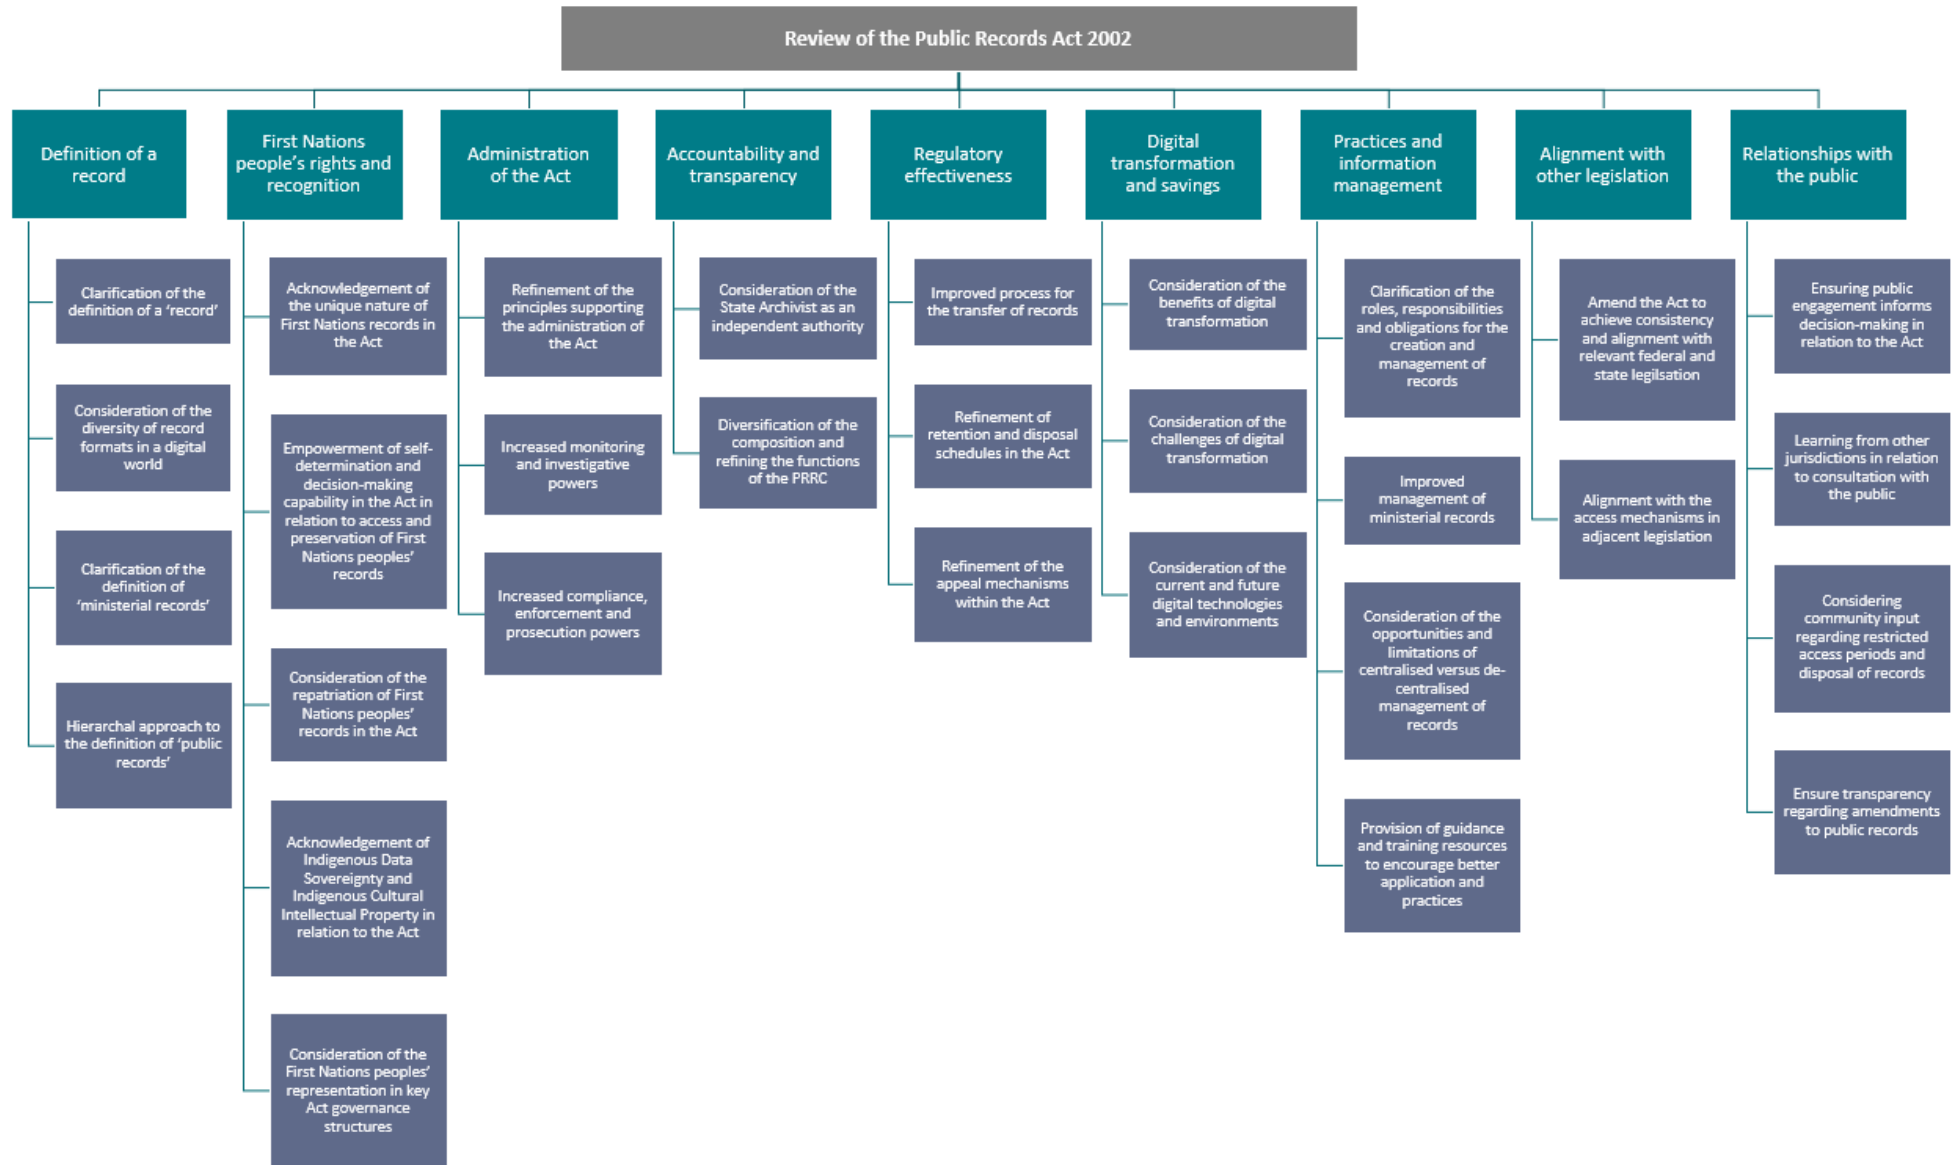 Review of the Public Records Act 2002
Definition of a
record
Clarification of the
definition of a ‘record’
Consideration of the
diversity of record
formats in a digital
world
Clarification of the
definition of
‘ministerial records’
Hierarchal approach to
the definition of ‘public
records’
First Nations
people’s rights and
recognition
Acknowledgement of
the unique nature of
First Nations records in
the Act
Empowerment of self-
determination and
decision-making
capability in the Act in
relation to access and
preservation of First
Nations peoples’
records
Consideration of the
repatriation of First
Nations peoples’
records in the Act
Acknowledgement of
Indigenous Data
Sovereignty and
Indigenous Cultural
Intellectual Property in
relation to the Act
Consideration of the
First Nations peoples’
representation in key
Act governance
structures
Administration
of the Act
Refinement of the
principles supporting
the administration of
the Act
Increased monitoring
and investigative
powers
Increased compliance,
enforcement and
prosecution powers
Accountability and
transparency
Consideration of the
State Archivist as an
independent authority
Diversification of the
composition and
refining the functions
of the PRRC
Regulatory
effectiveness
Improved process for
the transfer of records
Refinement of
retention and disposal
schedules in the Act
Refinement of the
appeal mechanisms
within the Act
Digital
transformation
and savings
Consideration of the
benefits of digital
transformation
Consideration of the
challenges of digital
transformation
Consideration of the
current and future
digital technologies
and environments
Practices and
information
management
Clarification of the
roles, responsibilities
and obligations for the
creation and
management of
records
Improved
management of
ministerial records
Consideration of the
opportunities and
limitations of
centralised versus de-
centralised
management of
records
Provision of guidance
and training resources
to encourage better
application and
practices
Alignment with
other legislation
Amend the Act to
achieve consistency
and alignment with
relevant federal and
state legilsation
Alignment with the
access mechanisms in
adjacent legislation
Relationships with
the public
Ensuring public
engagement informs
decision-making in
relation to the Act
Learning from other
jurisdictions in relation
to consultation with
the public
Considering
community input
regarding restricted
access periods and
disposal of records
Ensure transparency
regarding amendments
to public records